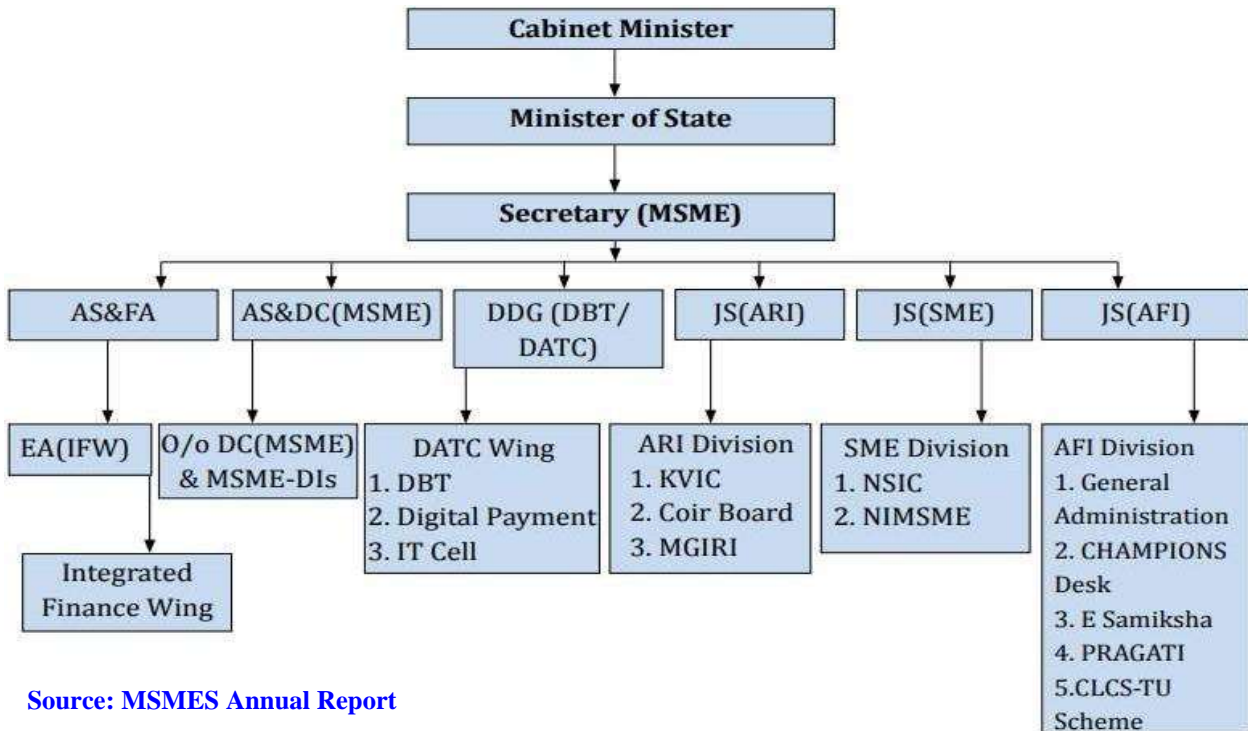 Cabinet Minister
Minister of State
Secretary (MSME)
AS&FA
AS&DC(MSME)
DDG (DBT/
DATC)
JS(ARI)
JS(SME)
JS(AFI)
EA(IFW)
O/o DC(MSME)
& MSME-DIs
DATC Wing
1. DBT
2. Digital Payment
3. IT Cell
ARI Division
1. KVIC
2. Coir Board
3. MGIRI
SME Division
1. NSIC
2. NIMSME
AFI Division
1. General
Administration
2. CHAMPIONS
Desk
3. E Samiksha
4. PRAGATI
5.CLCS-TU
Scheme
Integrated
Finance Wing
Source: MSMES Annual Report